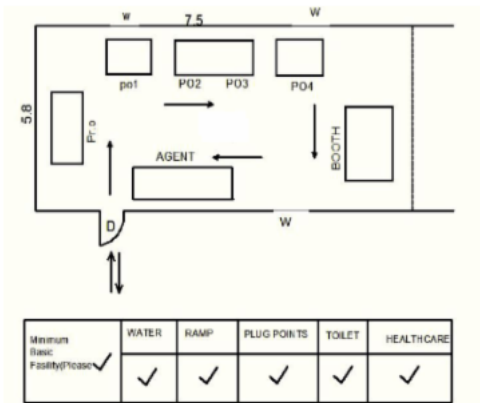 w
7.5
W
po1
PO2
PO3
PO4
5.8
Pr.o
BOOTH
AGENT
D
W
Minimum
Basic
Fasility(Please ✓
WATER
RAMP
PLUG POINTS
TOILET
HEALTHCARE
✓ ✓ ✓ ✓ ✓